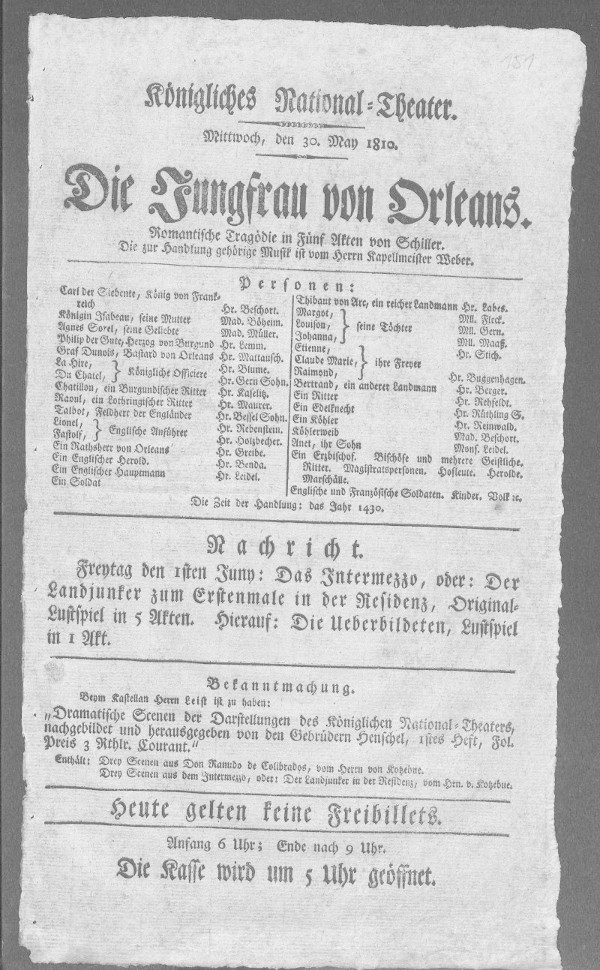 151
Königliches National-Theater.
Mittwoch, den 30. May 1810.
Die Jungfrau von Orleans.
Romantische Tragödie in Fünf Akten von Schiller.
Die zur Handlung gehörige Musik ist vom Herrn Kapellmeister Weber.
Personen:
Carl der Siebente, König von Frank-
reich Hr. Beschort.
Königin Isabeau, seine Mutter Mad. Böheim.
Agnes Sorel, seine Geliebte Mad. Müller.
Philip der Gute, Herzog von Burgund Hr. Lemm.
Graf Dunois, Bastard von Orleans Hr. Mattausch.
La Hire, Hr. Blume.
Du Chatel, } Königliche Officiere Hr. Gern Sohn.
Chatillon, ein Burgundischer Ritter Hr. Kaselitz.
Raoul, ein Lothringischer Ritter Hr. Maurer.
Talbot, Feldherr der Engländer Hr. Bessel Sohn.
Lionel, Hr. Rebenstein.
Fastolf, } Englische Anführer Hr. Holzbecher.
Ein Rathsherr von Orleans Hr. Greibe.
Ein Englischer Herold. Hr. Benda.
Ein Englischer Hauptmann Hr. Leidel.
Ein Soldat
Thibaut von Arc, ein reicher Landmann Hr. Labes.
Margot, Mll. Fleck.
Louison, } seine Töchter Mll. Gern.
Johanna, Mll. Maaß.
Etienne, Hr. Stich.
Claude Marie, } ihre Freyer
Raimond, Hr. Buggenhagen.
Bertrand, ein anderer Landmann Hr. Berger.
Ein Ritter Hr. Rehfeldt.
Ein Edelknecht Hr. Rüthling S.
Ein Köhler Hr. Reinwald.
Köhlerweib Mad. Beschort.
Anet, ihr Sohn Mons. Leidel.
Ein Erzbischof. Bischöse und mehrere Geistliche.
Ritter. Magistratspersonen. Hofleute. Herolde.
Marschälle.
Englische und Französische Soldaten. Kinder. Volk ꝛc.
Die Zeit der Handlung: das Jahr 1430.
Nachricht.
Freytag den 1sten Juny: Das Intermezzo, oder: Der
Landjunker zum Erstenmale in der Residenz, Original-
Lustspiel in 5 Akten. Hierauf: Die Ueberbildeten, Lustspiel
in 1 Akt.
Bekanntmachung.
Beym Kastellan Herrn Leist ist zu haben:
„Dramatische Scenen der Darstellungen des Königlichen National-Theaters,
nachgebildet und herausgegeben von den Gebrüdern Henschel, 1stes Heft, Fol.
Preis 3 Rthlr. Courant.“
Enthält: Drey Scenen aus Don Ranudo de Colibrados, vom Herrn von Kotzebue.
Drey Scenen aus dem Intermezzo, oder: Der Landjunker in der Residenz, vom Hrn. v. Kotzebue.
Heute gelten keine Freibillets.
Anfang 6 Uhr; Ende nach 9 Uhr.
Die Kasse wird um 5 Uhr geöffnet.